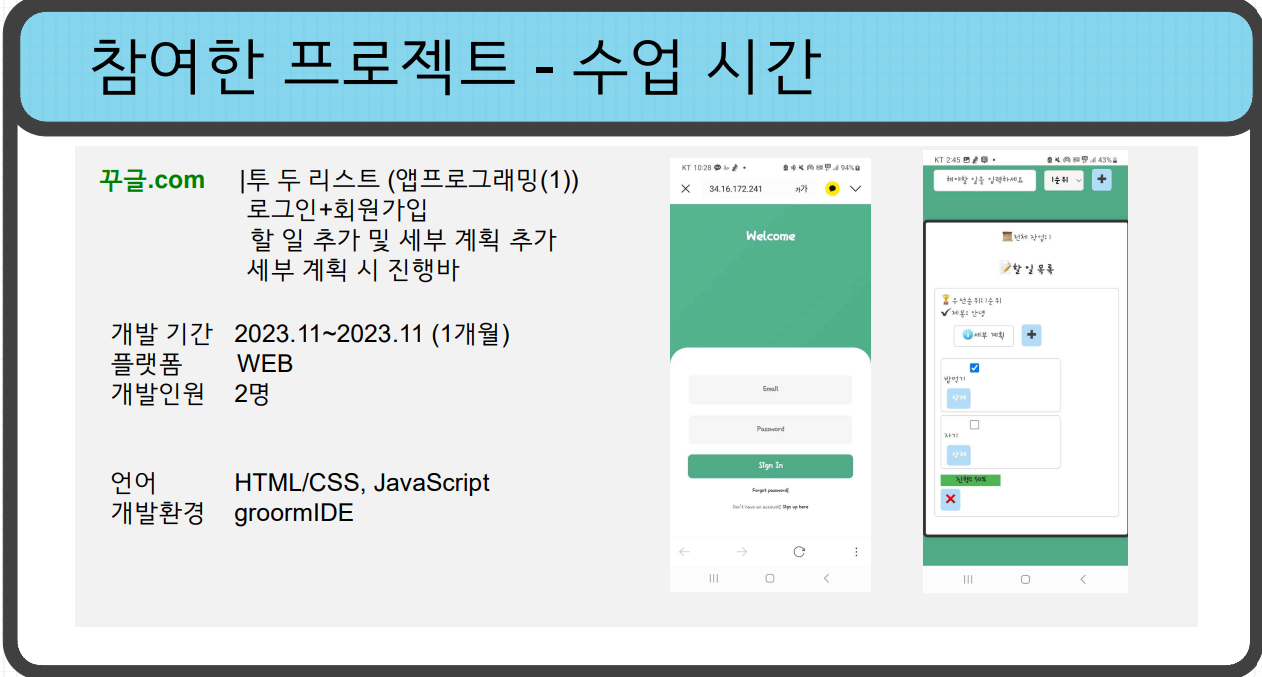 참여한 프로젝트 - 수업 시간
꾸글.com |투 두 리스트 (앱프로그래밍(1))
로그인+회원가입
할 일 추가 및 세부 계획 추가
세부 계획 시 진행바
개발 기간 2023.11~2023.11 (1개월)
플랫폼 WEB
개발인원 2명
언어 HTML/CSS, JavaScript
개발환경 groormIDE
KT 10:28 94%
34.16.172.241 가가
Welcome
Email
Password
Sign In
Forgot password?
Don't have an account? Sign up here
KT 2:45 43%
해야할 일을 입력하세요 1순위
전체 작업:1
할 일 목록
우선순위:1순위
제목: 안녕
세부 계획
밥먹기
삭제
자기
삭제
진행: 50%